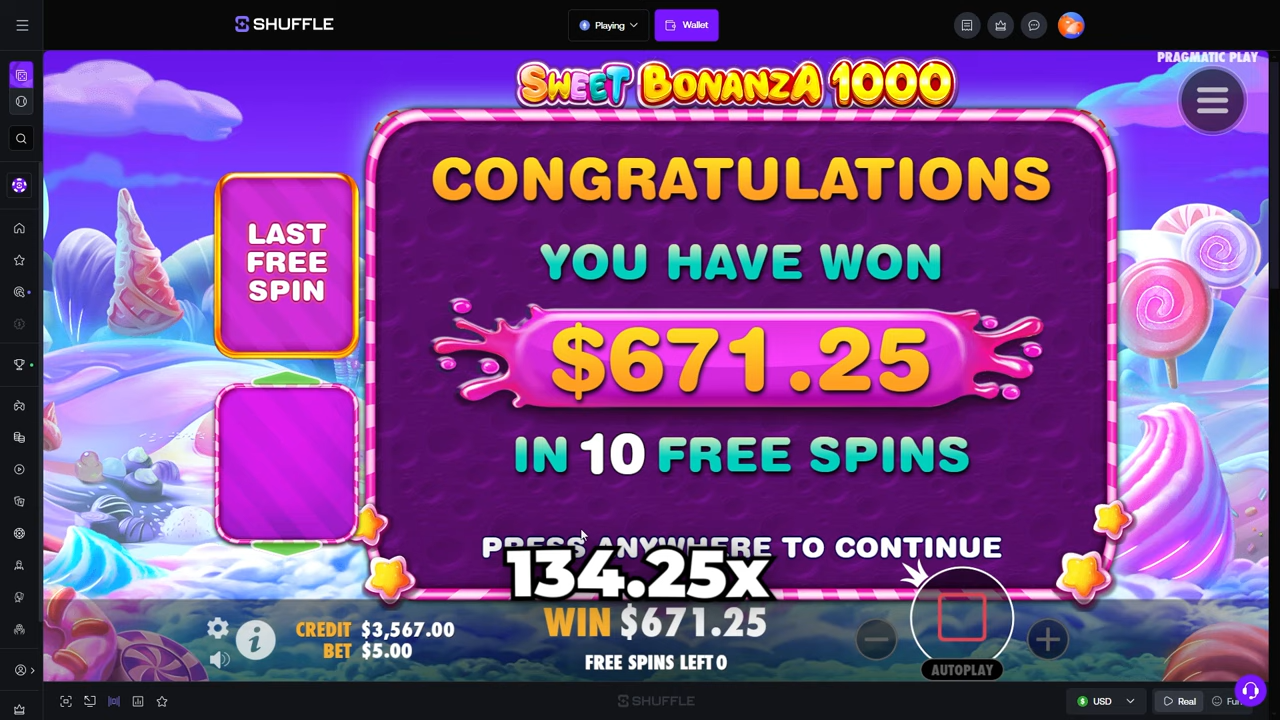 SHUFFLE
Playing
Wallet
PRAGMATIC PLAY
SWEET BONANZA 1000
CONGRATULATIONS
YOU HAVE WON
LAST
FREE
SPIN
$671.25
IN 10 FREE SPINS
PRESS ANYWHERE TO CONTINUE
134.25x
WIN $671.25
CREDIT $3,567.00
BET $5.00
FREE SPINS LEFT 0
AUTOPLAY
SHUFFLE
USD
Real